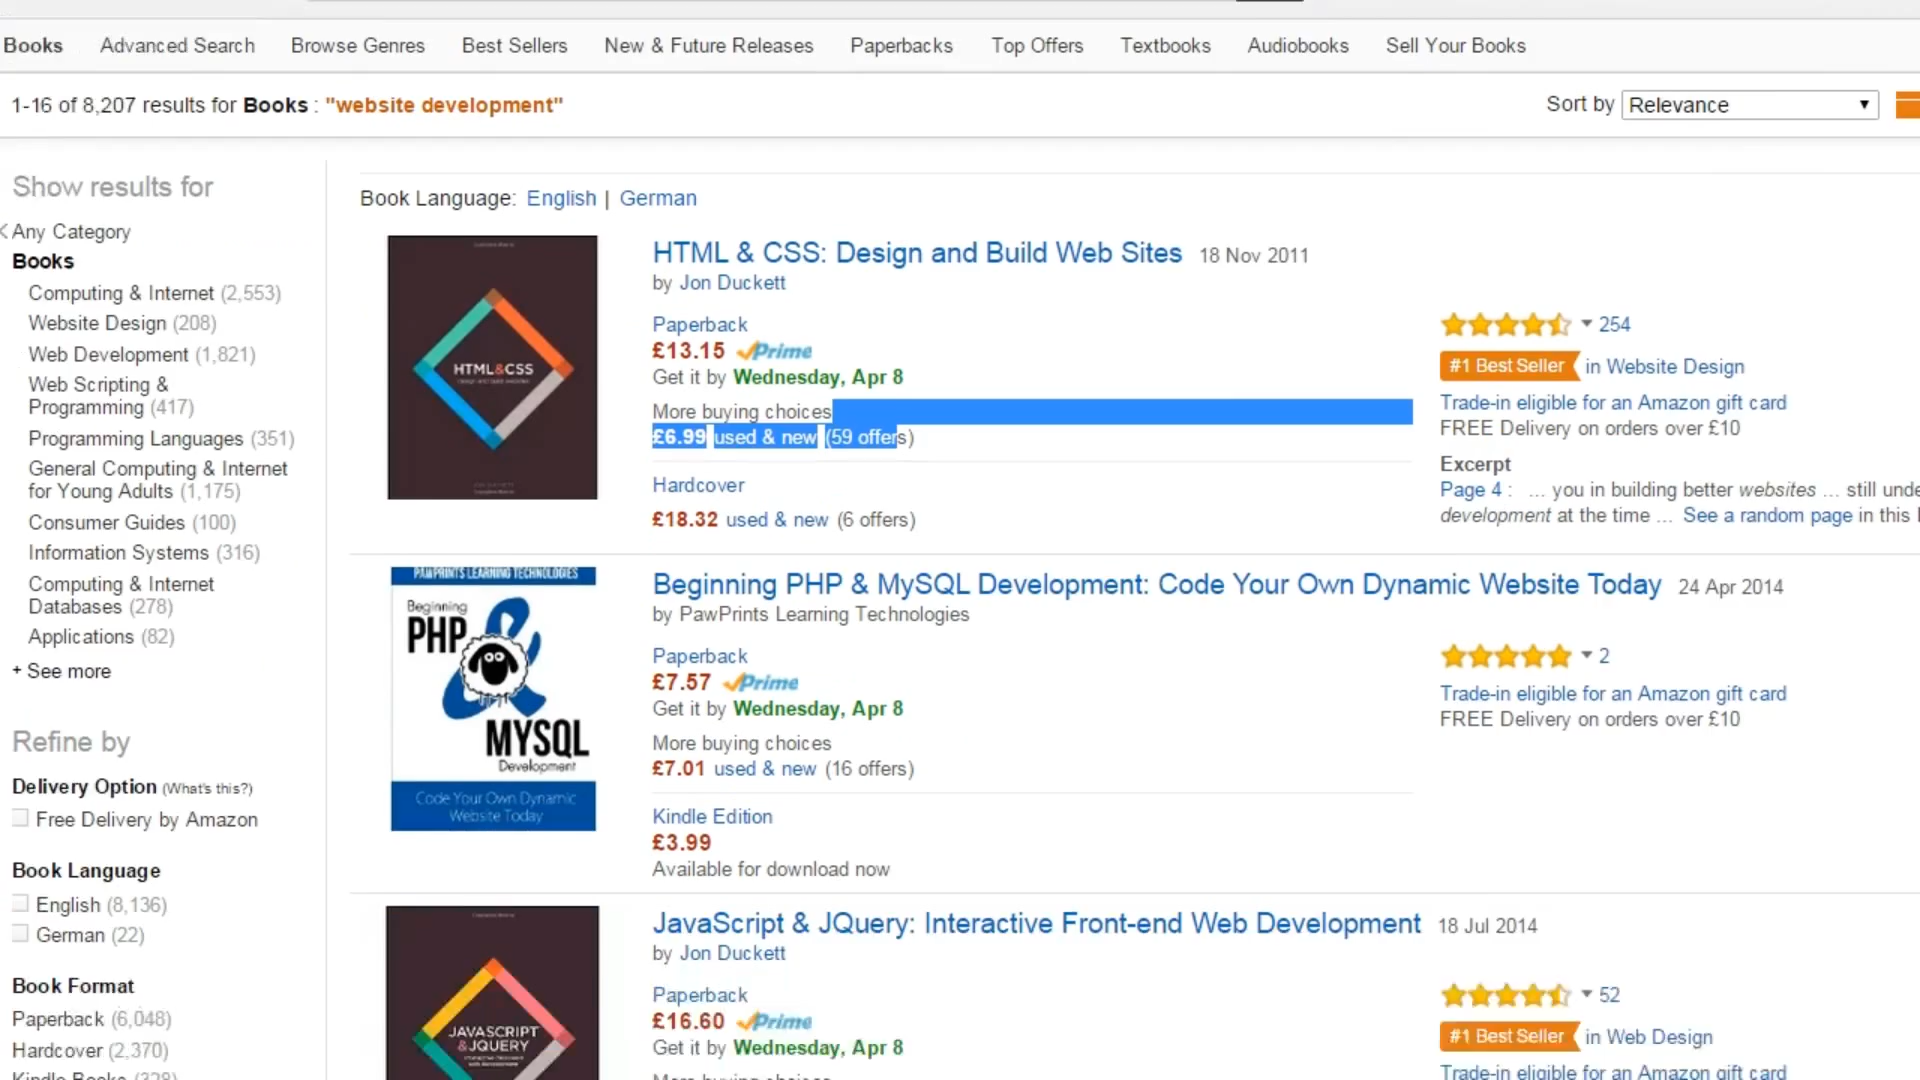 Books Advanced Search Browse Genres Best Sellers New & Future Releases Paperbacks Top Offers Textbooks Audiobooks Sell Your Books
1-16 of 8,207 results for Books : "website development"
Sort by Relevance
Show results for
Any Category
Books
Computing & Internet (2,553)
Website Design (208)
Web Development (1,821)
Web Scripting &
Programming (417)
Programming Languages (351)
General Computing & Internet
for Young Adults (1,175)
Consumer Guides (100)
Information Systems (316)
Computing & Internet
Databases (278)
Applications (82)
+ See more
Refine by
Delivery Option (What's this?)
Free Delivery by Amazon
Book Language
English (8,136)
German (22)
Book Format
Paperback (6,048)
Hardcover (2,370)
Book Language: English | German
HTML&CSS
design and build websites
HTML & CSS: Design and Build Web Sites 18 Nov 2011
by Jon Duckett
Paperback
£13.15 Prime
Get it by Wednesday, Apr 8
More buying choices
£6.99 used & new (59 offers)
Hardcover
£18.32 used & new (6 offers)
254
#1 Best Seller in Website Design
Trade-in eligible for an Amazon gift card
FREE Delivery on orders over £10
Excerpt
Page 4 : ... you in building better websites ... still
development at the time ... See a random page in this
PAWPRINTS LEARNING TECHNOLOGIES
Beginning
PHP
&
MYSQL
Development
Code Your Own Dynamic
Website Today
Beginning PHP & MySQL Development: Code Your Own Dynamic Website Today 24 Apr 2014
by PawPrints Learning Technologies
Paperback
£7.57 Prime
Get it by Wednesday, Apr 8
More buying choices
£7.01 used & new (16 offers)
Kindle Edition
£3.99
Available for download now
2
Trade-in eligible for an Amazon gift card
FREE Delivery on orders over £10
JAVASCRIPT
&JQUERY
JavaScript & JQuery: Interactive Front-end Web Development 18 Jul 2014
by Jon Duckett
Paperback
£16.60 Prime
Get it by Wednesday, Apr 8
More buying choices
52
#1 Best Seller in Web Design
Trade-in eligible for an Amazon gift card